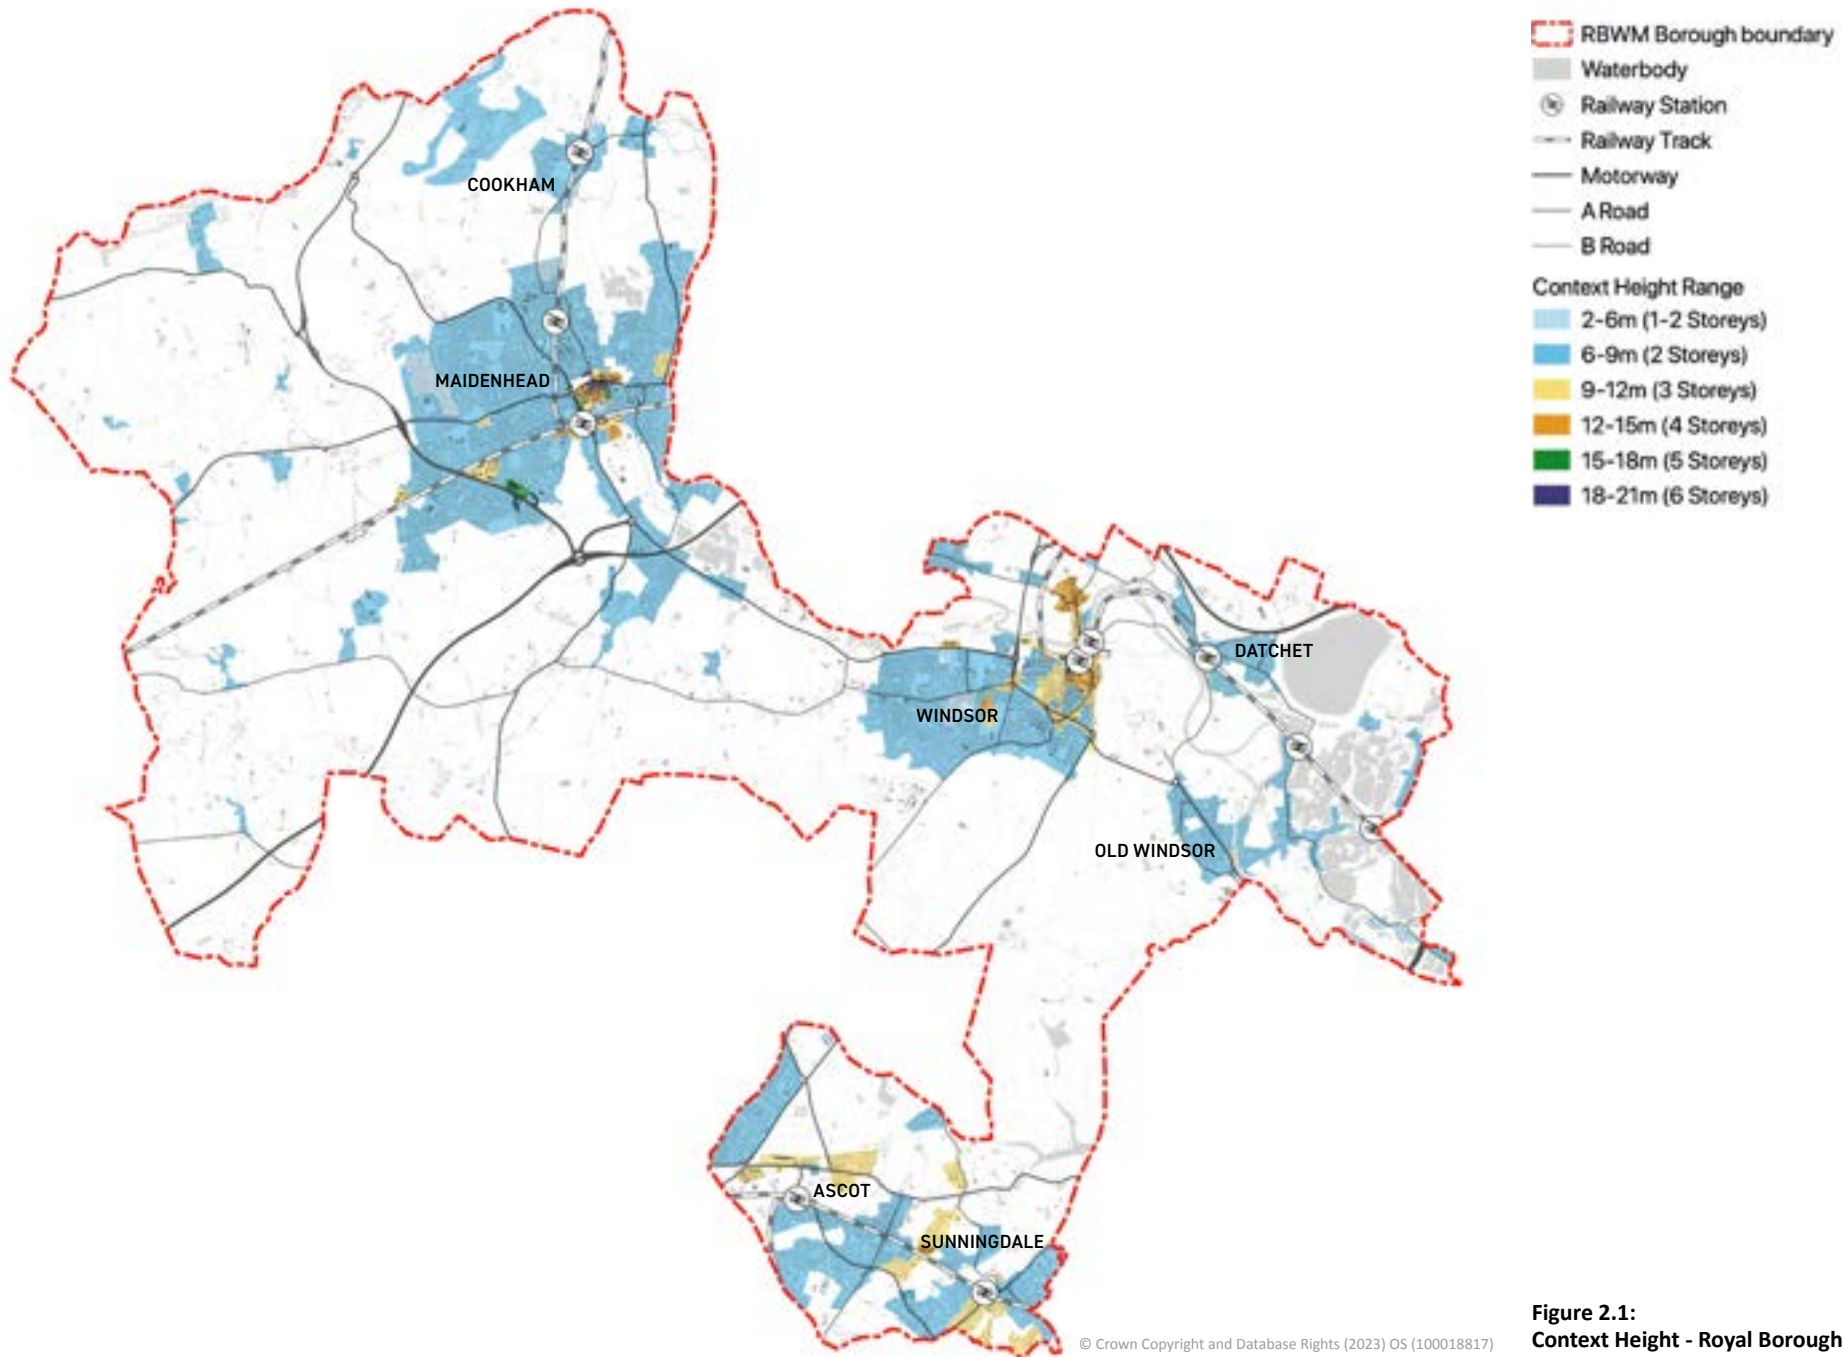 RBWM Borough boundary
Waterbody
Railway Station
Railway Track
Motorway
A Road
B Road
Context Height Range
2-6m (1-2 Storeys)
6-9m (2 Storeys)
9-12m (3 Storeys)
12-15m (4 Storeys)
15-18m (5 Storeys)
18-21m (6 Storeys)
COOKHAM
MAIDENHEAD
DATCHET
WINDSOR
OLD WINDSOR
ASCOT
SUNNINGDALE
© Crown Copyright and Database Rights (2023) OS (100018817)
Figure 2.1:
Context Height - Royal Borough